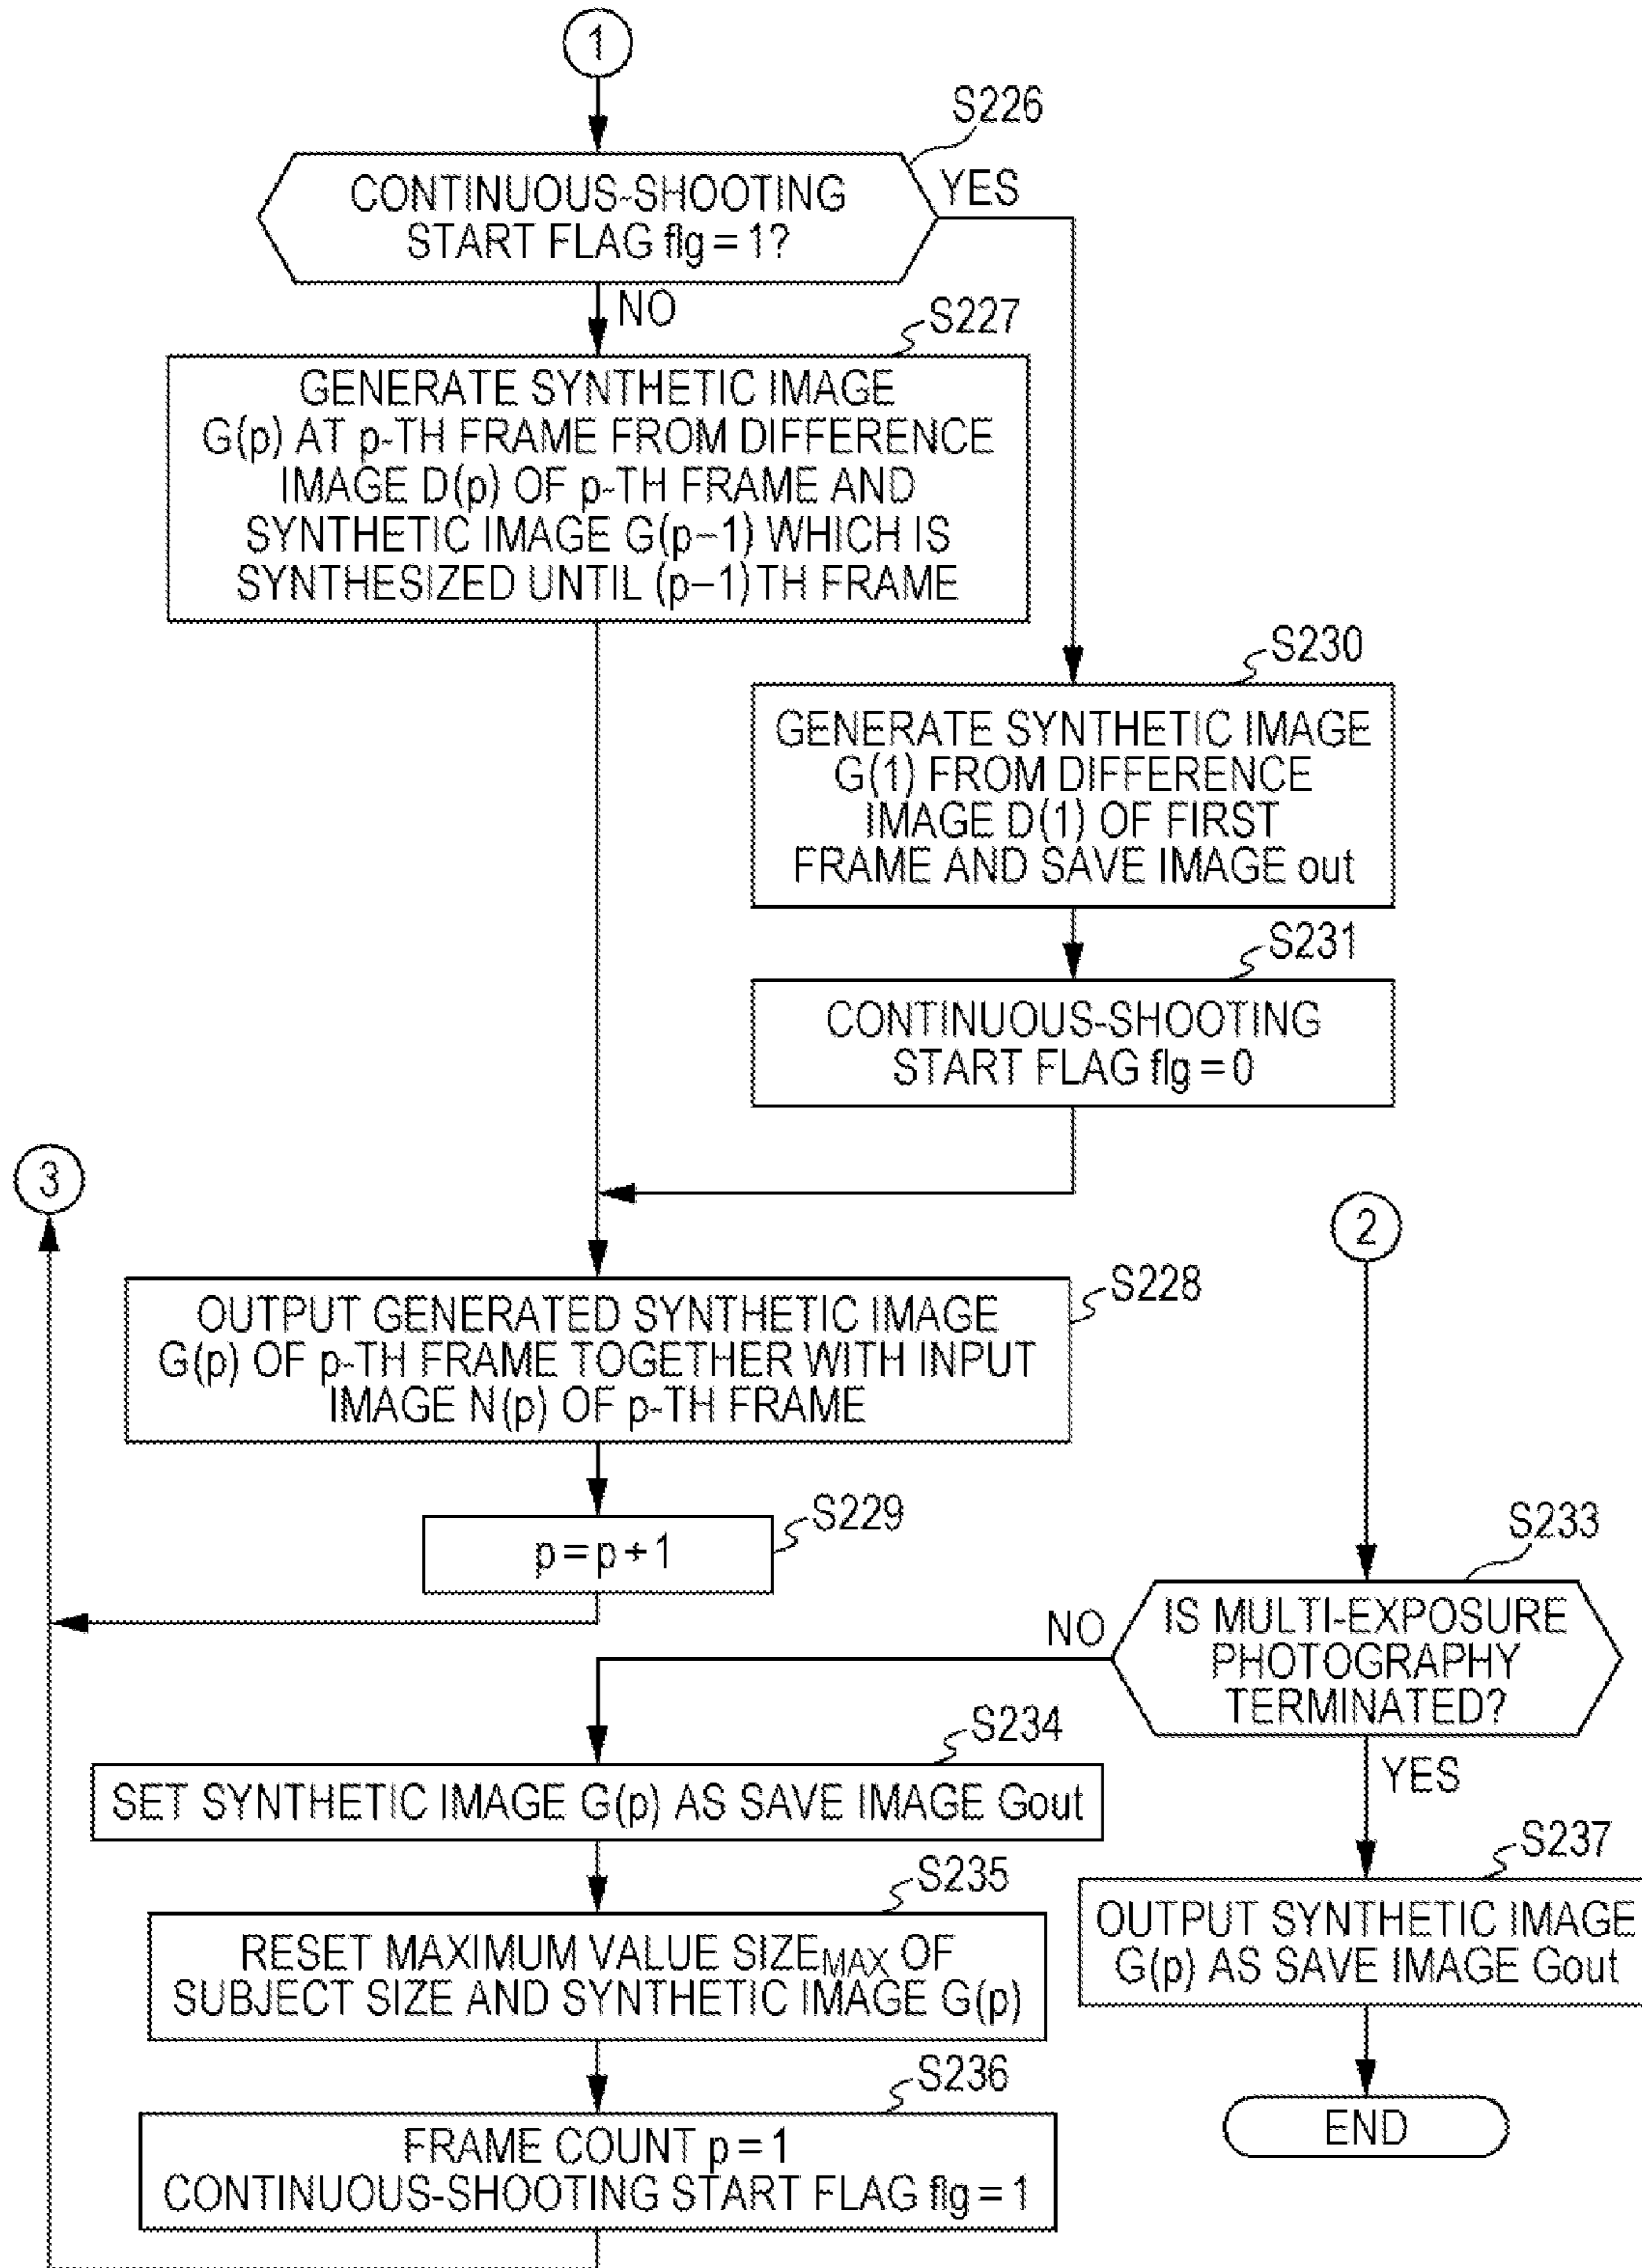 1
S226
CONTINUOUS-SHOOTING
START FLAG flg = 1?
YES
NO
S227
GENERATE SYNTHETIC IMAGE
G(p) AT p-TH FRAME FROM DIFFERENCE
IMAGE D(p) OF p-TH FRAME AND
SYNTHETIC IMAGE G(p-1) WHICH IS
SYNTHESIZED UNTIL (p-1)TH FRAME
S230
GENERATE SYNTHETIC IMAGE
G(1) FROM DIFFERENCE
IMAGE D(1) OF FIRST
FRAME AND SAVE IMAGE out
S231
CONTINUOUS-SHOOTING
START FLAG flg = 0
3
2
S228
OUTPUT GENERATED SYNTHETIC IMAGE
G(p) OF p-TH FRAME TOGETHER WITH INPUT
IMAGE N(p) OF p-TH FRAME
S229
p = p + 1
S233
IS MULTI-EXPOSURE
PHOTOGRAPHY
TERMINATED?
NO
YES
S234
SET SYNTHETIC IMAGE G(p) AS SAVE IMAGE Gout
S235
RESET MAXIMUM VALUE SIZEMAX OF
SUBJECT SIZE AND SYNTHETIC IMAGE G(p)
S236
FRAME COUNT p = 1
CONTINUOUS-SHOOTING START FLAG flg = 1
S237
OUTPUT SYNTHETIC IMAGE
G(p) AS SAVE IMAGE Gout
END